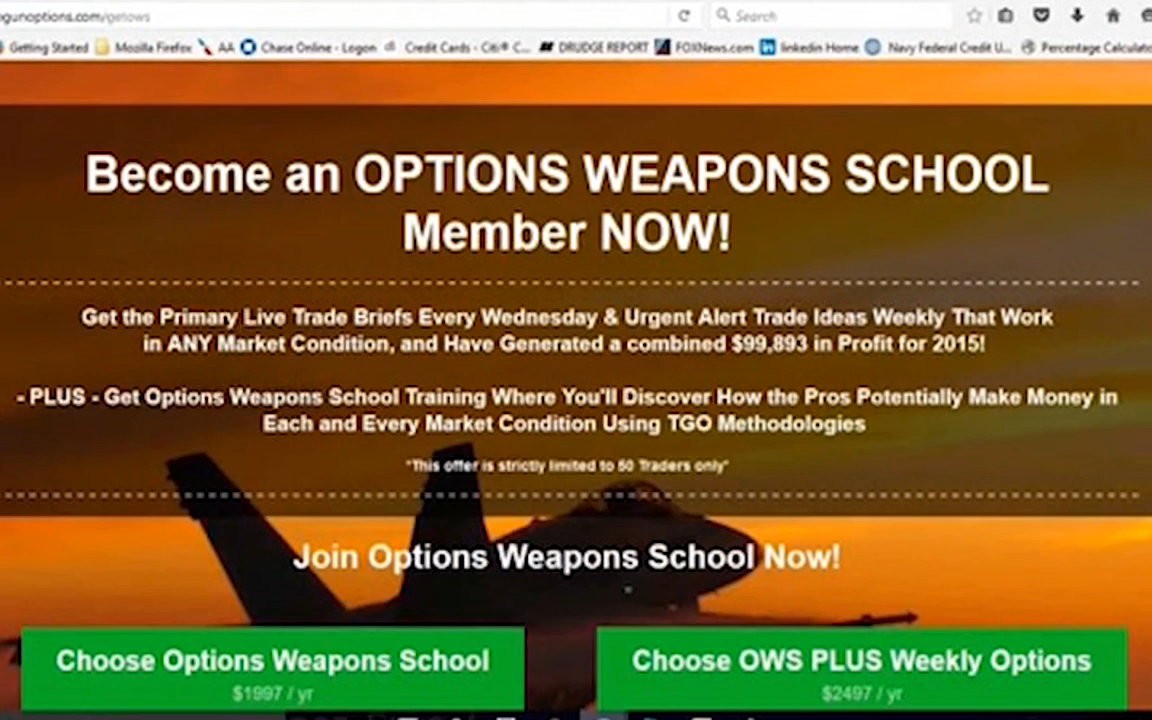 ogunoptions.com/getows
Search
Getting Started Mozilla Firefox AA Chase Online - Logon Credit Cards - Citi® C... DRUDGE REPORT FOXNews.com linkedin Home Navy Federal Credit U... Percentage Calculato
Become an OPTIONS WEAPONS SCHOOL
Member NOW!
Get the Primary Live Trade Briefs Every Wednesday & Urgent Alert Trade Ideas Weekly That Work
in ANY Market Condition, and Have Generated a combined $99,893 in Profit for 2015!
- PLUS - Get Options Weapons School Training Where You'll Discover How the Pros Potentially Make Money in
Each and Every Market Condition Using TGO Methodologies
*This offer is strictly limited to 50 Traders only*
Join Options Weapons School Now!
Choose Options Weapons School
$1997 / yr
Choose OWS PLUS Weekly Options
$2497 / yr